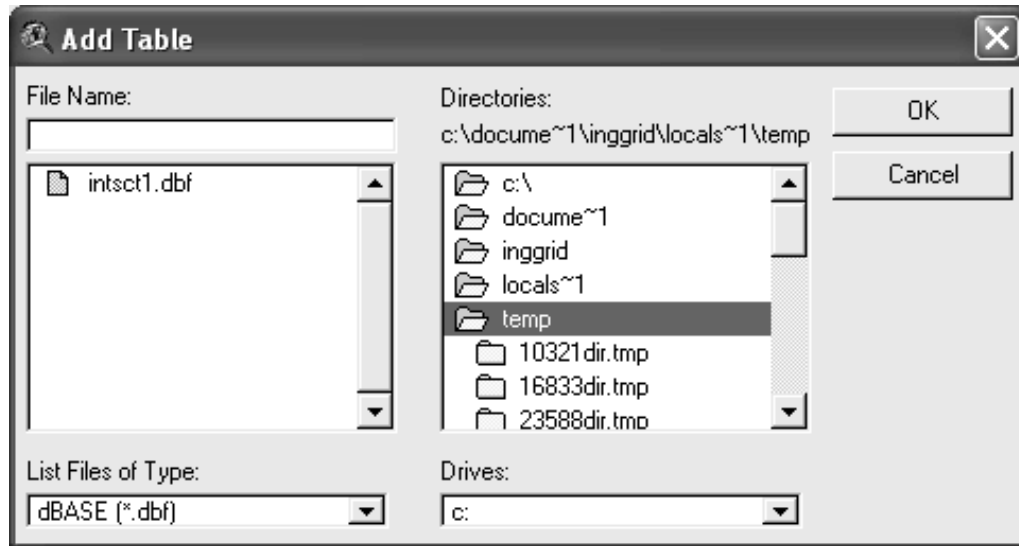 Add Table
File Name:
intsct1.dbf
List Files of Type:
dBASE (*.dbf)
Directories:
c:\docume~1\inggrid\locals~1\temp
c:\
docume~1
inggrid
locals~1
temp
10321dir.tmp
16833dir.tmp
23588dir.tmp
Drives:
c:
OK
Cancel